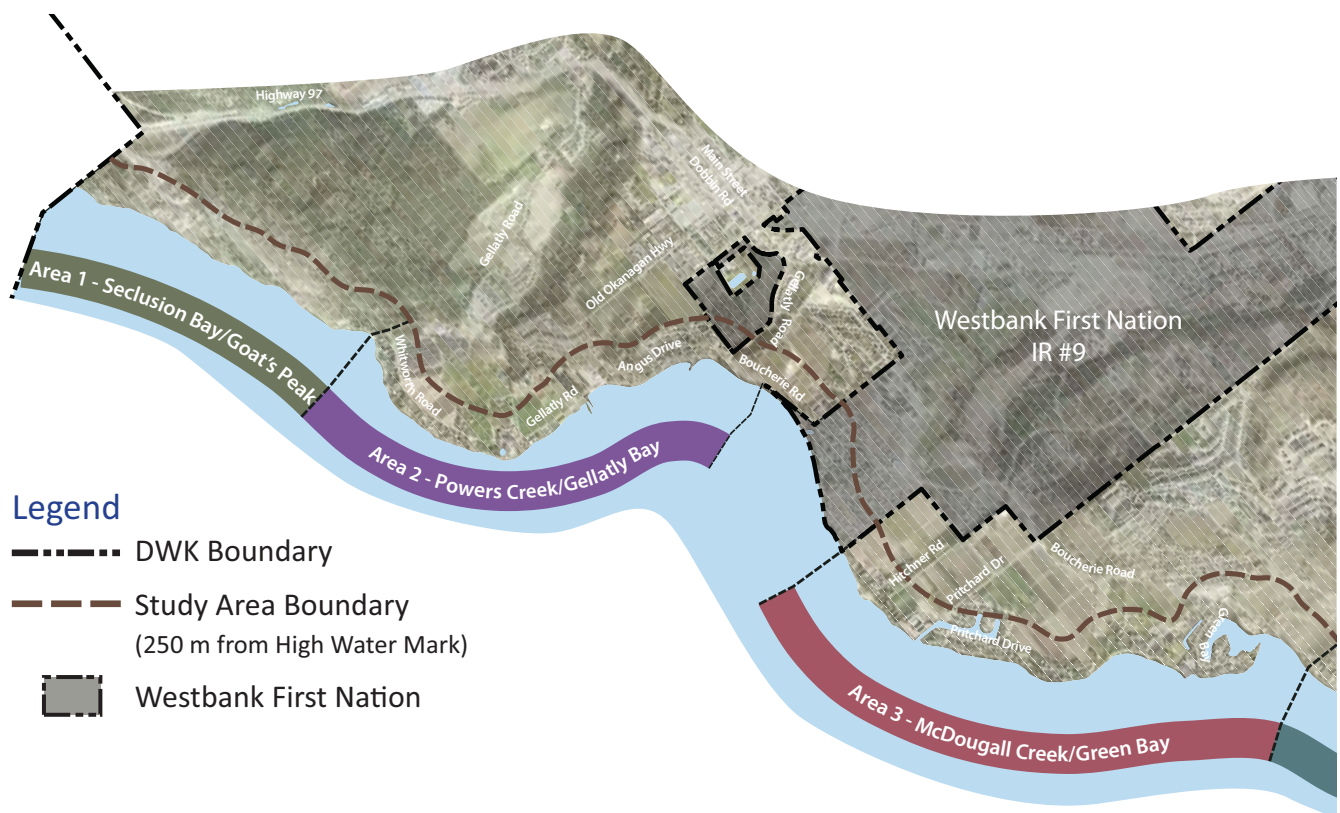 Highway 97
Main Street
Dobbin Rd
Gellatly Road
Old Okanagan Hwy
Gellatly Road
Westbank First Nation
IR #9
Area 1 - Seclusion Bay/Goat's Peak
Whitworth Road
Angus Drive
Boucherie Rd
Gellatly Rd
Area 2 - Powers Creek/Gellatly Bay
Hitchner Rd
Pritchard Dr
Boucherie Road
Pritchard Drive
Green Bay
Area 3 - McDougall Creek/Green Bay
Legend
DWK Boundary
Study Area Boundary
(250 m from High Water Mark)
Westbank First Nation